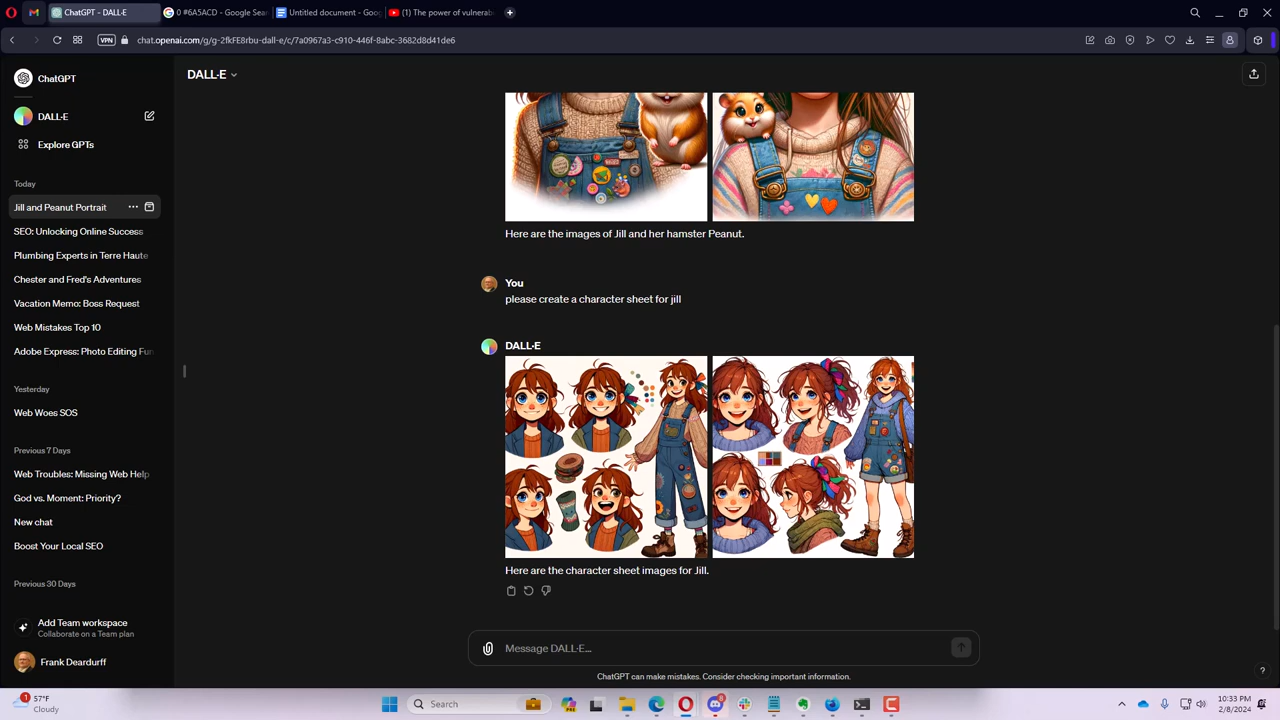 ChatGPT - DALL-E
0 #6A5ACD - Google Sear
Untitled document - Goog
(1) The power of vulnerab
VPN
chat.openai.com/g/g-2fkFE8rbu-dall-e/c/7a0967a3-c910-446f-8abc-3682d8d41de6
ChatGPT
DALL·E
DALL·E
Explore GPTs
Today
Jill and Peanut Portrait
SEO: Unlocking Online Success
Plumbing Experts in Terre Haute
Chester and Fred's Adventures
Vacation Memo: Boss Request
Web Mistakes Top 10
Adobe Express: Photo Editing Fun
Yesterday
Web Woes SOS
Previous 7 Days
Web Troubles: Missing Web Help
God vs. Moment: Priority?
New chat
Boost Your Local SEO
Previous 30 Days
Add Team workspace
Collaborate on a Team plan
Frank Deardurff
Here are the images of Jill and her hamster Peanut.
You
please create a character sheet for jill
DALL·E
Here are the character sheet images for Jill.
Message DALL·E...
ChatGPT can make mistakes. Consider checking important information.
?
1
57°F
Cloudy
Search
PRE
8
10:33 PM
2/8/2024